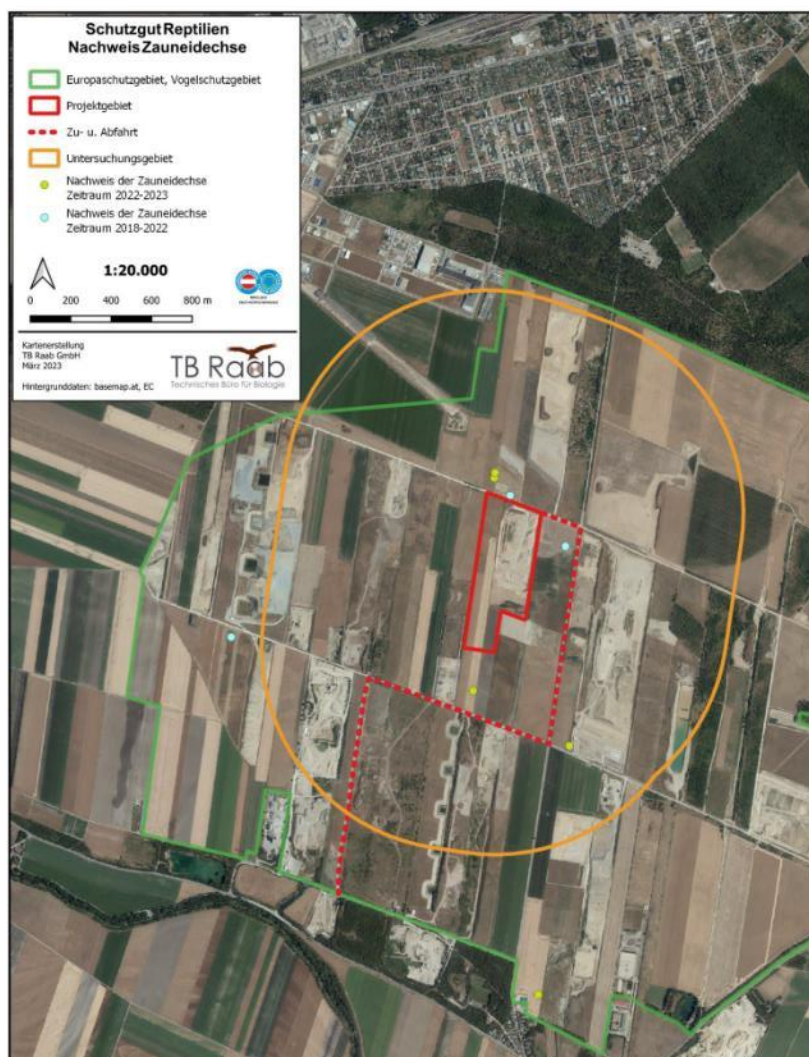 Schutzgut Reptilien
Nachweis Zauneidechse
Europaschutzgebiet, Vogelschutzgebiet
Projektgebiet
Zu- u. Abfahrt
Untersuchungsgebiet
Nachweis der Zauneidechse
Zeitraum 2022-2023
Nachweis der Zauneidechse
Zeitraum 2018-2022
1:20.000
0 200 400 600 800 m
Kartenerstellung
TB Raab GmbH
März 2023
TB Raab
Technisches Büro für Biologie
Hintergrunddaten: basemap.at, EC